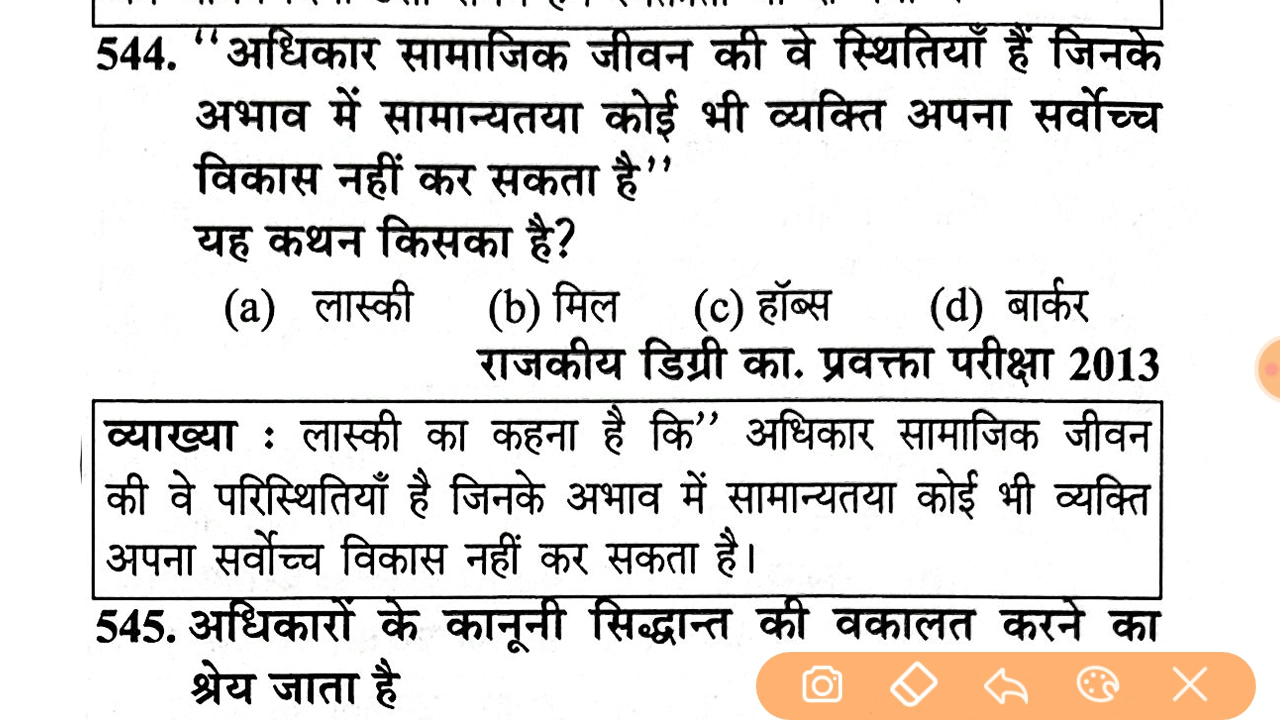 544. ‘‘अधिकार सामाजिक जीवन की वे स्थितियाँ हैं जिनके
अभाव में सामान्यतया कोई भी व्यक्ति अपना सर्वोच्च
विकास नहीं कर सकता है’’
यह कथन किसका है?
(a) लास्की (b) मिल (c) हॉब्स (d) बार्कर
राजकीय डिग्री का. प्रवक्ता परीक्षा 2013
व्याख्या : लास्की का कहना है कि’’ अधिकार सामाजिक जीवन
की वे परिस्थितियाँ है जिनके अभाव में सामान्यतया कोई भी व्यक्ति
अपना सर्वोच्च विकास नहीं कर सकता है।
545. अधिकारों के कानूनी सिद्धान्त की वकालत करने का
श्रेय जाता है